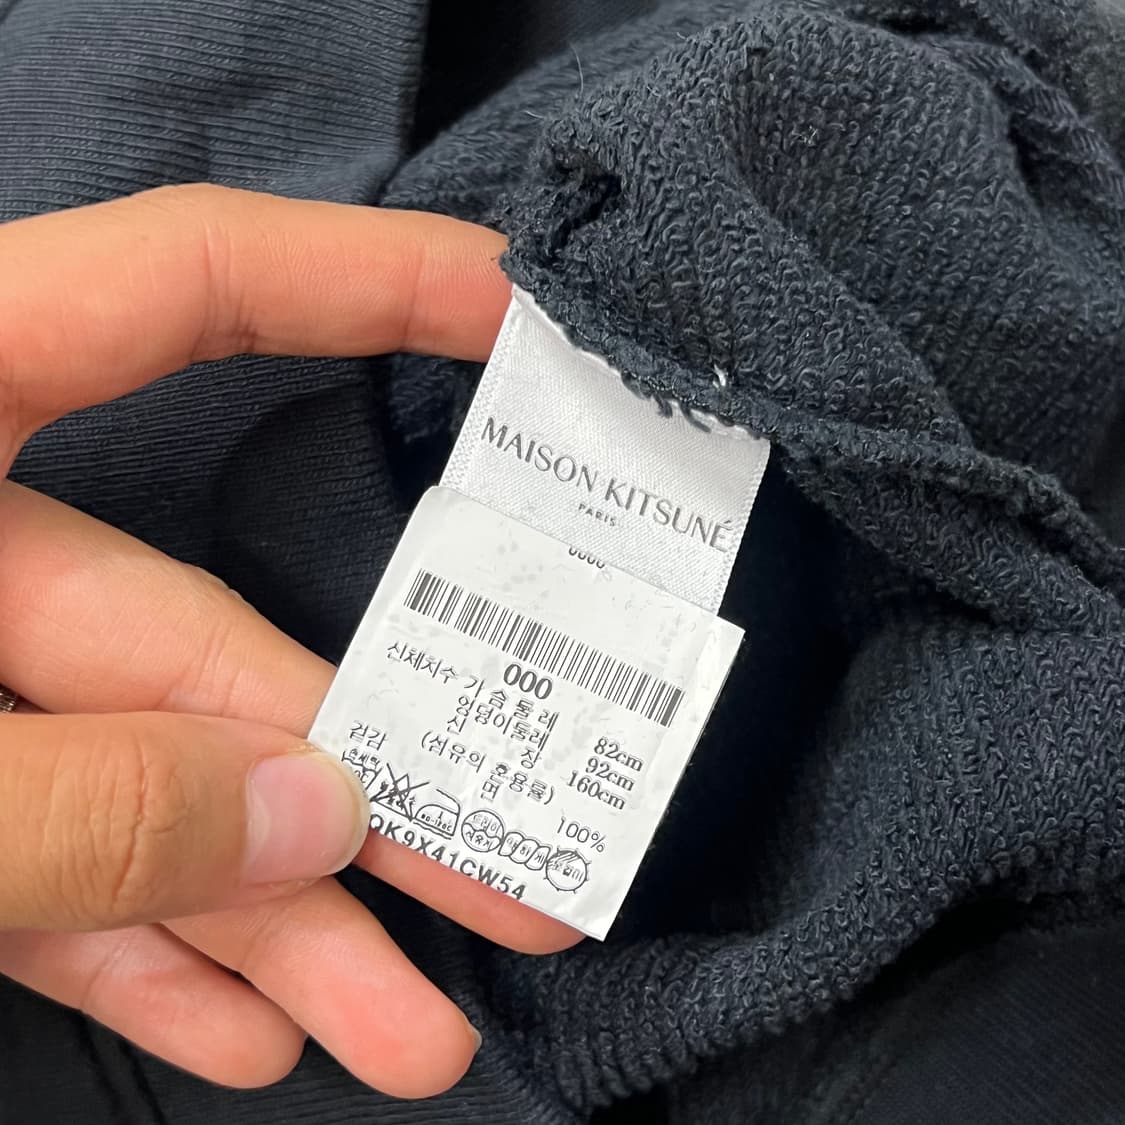 MAISON KITSUNÉ
PARIS
000
신체치수 가슴둘레 82cm
엉덩이둘레 92cm
신장 160cm
겉감 (섬유의 혼용률)
면 100%
QK9X41CW54